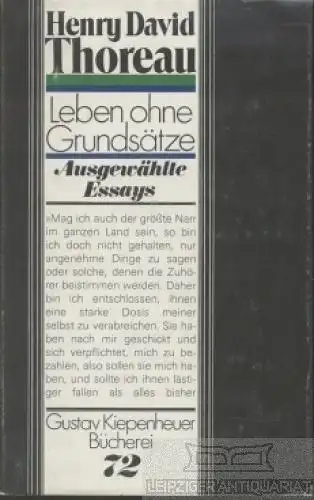 Henry David
Thoreau
Leben ohne
Grundsätze
Ausgewählte
Essays
»Mag ich auch der größte Narr
im ganzen Land sein, so bin
ich doch nicht gehalten, nur
angenehme Dinge zu sagen
oder solche, denen die Zuhö-
rer beistimmen werden. Daher
bin ich entschlossen, ihnen
eine starke Dosis meiner
selbst zu verabreichen. Sie ha-
ben nach mir geschickt und
sich verpflichtet, mich zu be-
zahlen, also sollen sie mich ha-
ben, und sollte ich ihnen lästi-
ger fallen als alles bisher
Gustav Kiepenheuer
Bücherei
72
LEIPZIGER ANTIQUARIAT